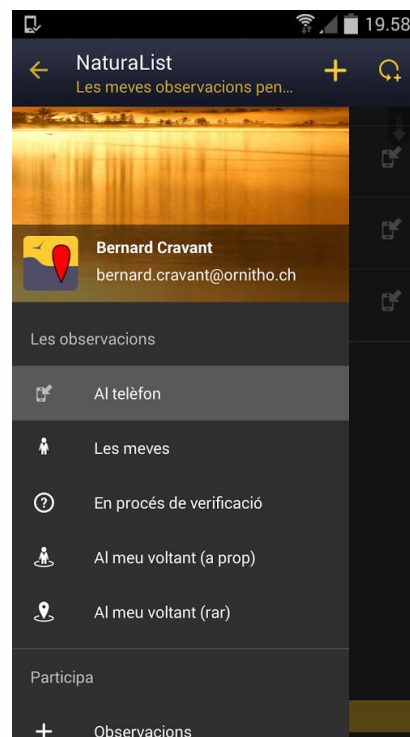 19.58
NaturaList
Les meves observacions pen...
Bernard Cravant
bernard.cravant@ornitho.ch
Les observacions
Al telèfon
Les meves
En procés de verificació
Al meu voltant (a prop)
Al meu voltant (rar)
Participa
Observacions